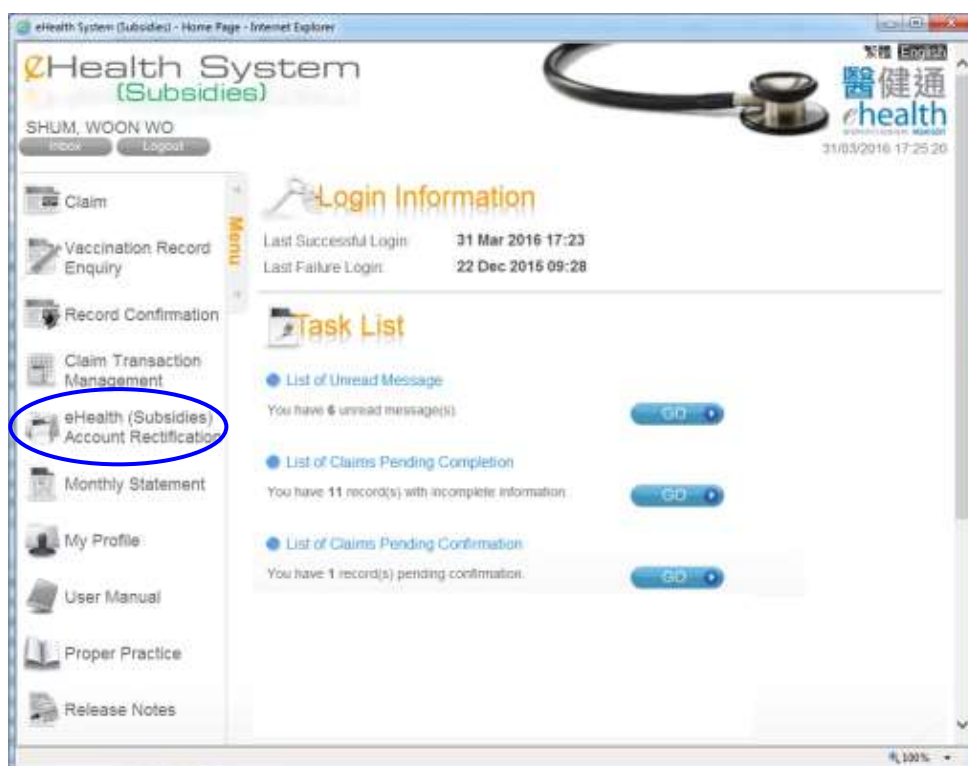 eHealth System (Subsidies) - Home Page - Internet Explorer
eHealth System
(Subsidies)
繁體 English
醫健通
ehealth
SHUM, WOON WO
Inbox Logout
31/03/2016 17:25:20
Menu
Claim
Vaccination Record
Enquiry
Record Confirmation
Claim Transaction
Management
eHealth (Subsidies)
Account Rectification
Monthly Statement
My Profile
User Manual
Proper Practice
Release Notes
Login Information
Last Successful Login: 31 Mar 2016 17:23
Last Failure Login: 22 Dec 2015 09:28
Task List
List of Unread Message
You have 6 unread message(s).
GO
List of Claims Pending Completion
You have 11 record(s) with incomplete information.
GO
List of Claims Pending Confirmation
You have 1 record(s) pending confirmation.
GO
100%